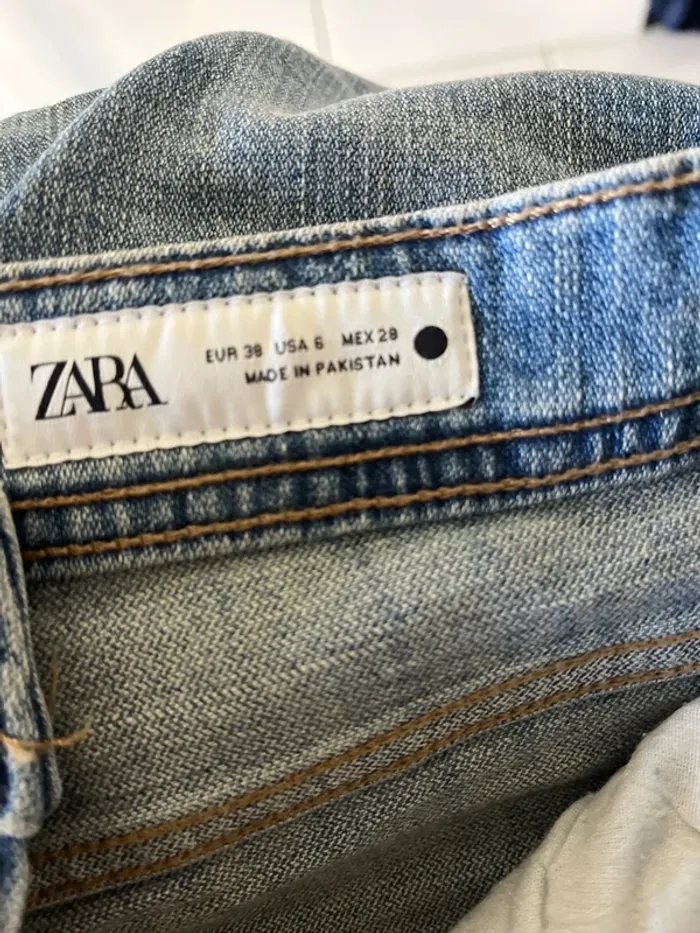 ZARA
EUR 38 USA 6 MEX 28
MADE IN PAKISTAN